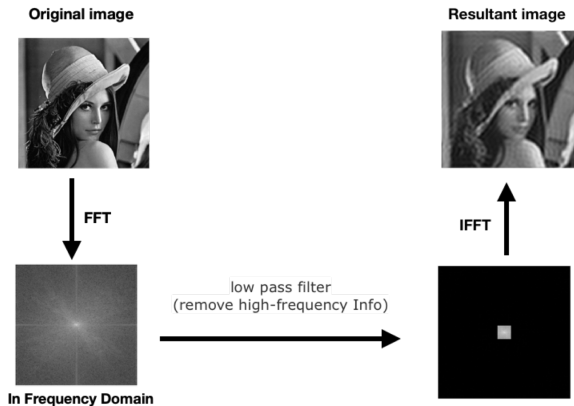 Original image
Resultant image
FFT
IFFT
low pass filter
(remove high-frequency Info)
In Frequency Domain